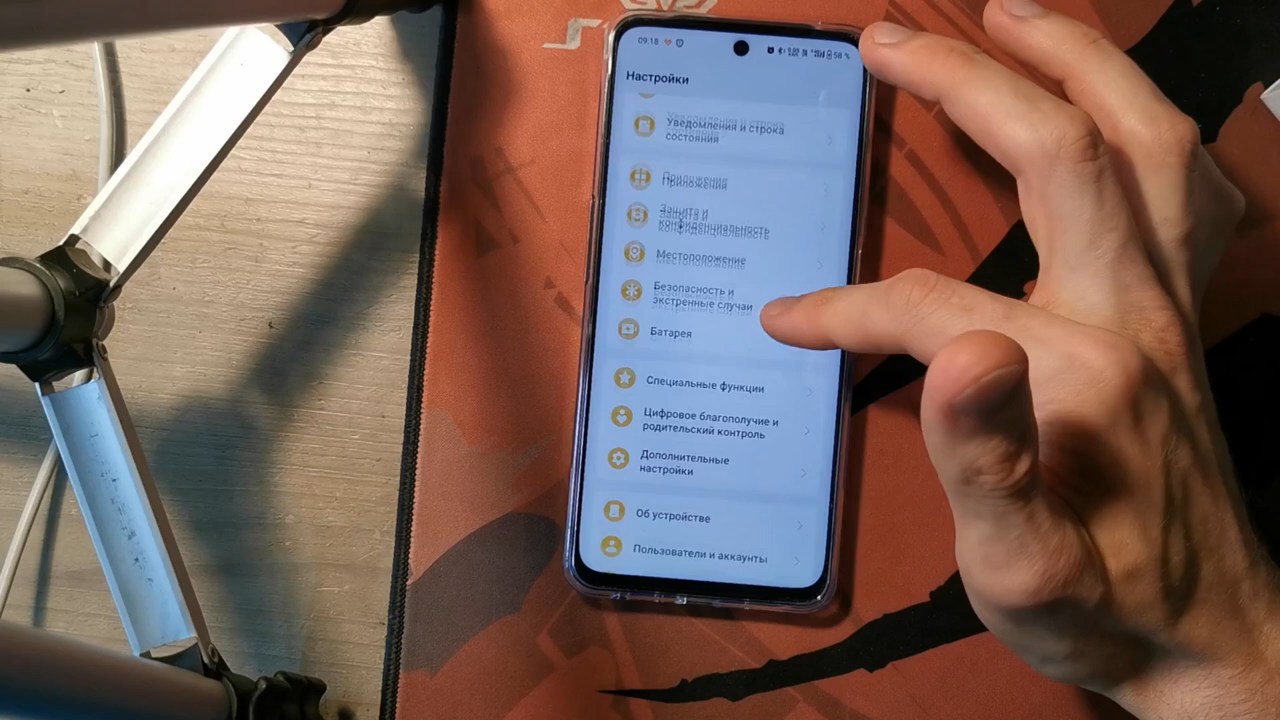 09:18 58 %
Настройки
Уведомления и строка
состояния
Приложения
Защита и
конфиденциальность
Местоположение
Безопасность и
экстренные случаи
Батарея
Специальные функции
Цифровое благополучие и
родительский контроль
Дополнительные
настройки
Об устройстве
Пользователи и аккаунты